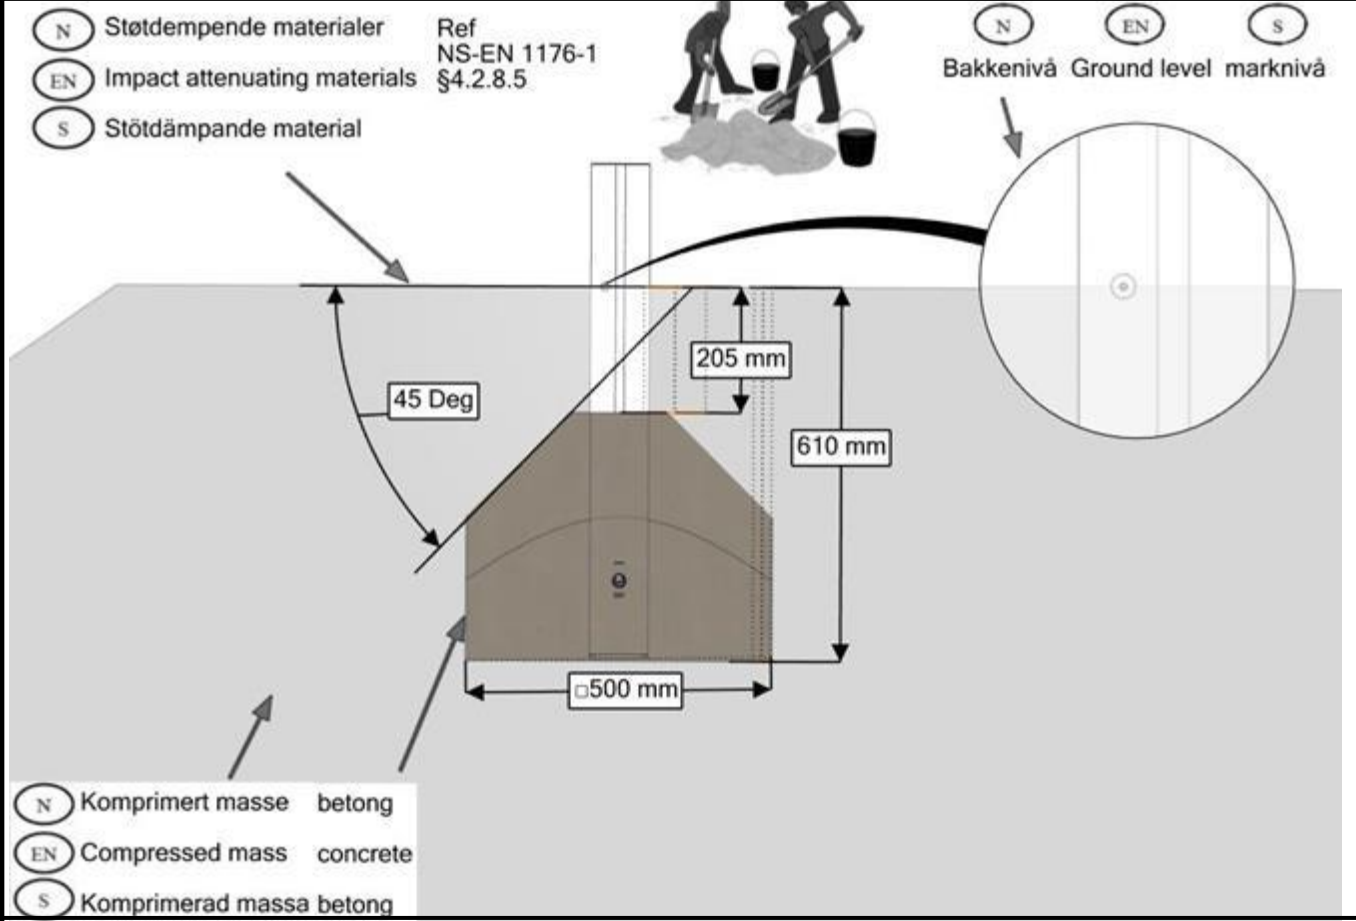 N Støtdempende materialer
EN Impact attenuating materials
S Stötdämpande material
Ref
NS-EN 1176-1
§4.2.8.5
N EN S
Bakkenivå Ground level marknivå
45 Deg
205 mm
610 mm
□500 mm
N Komprimert masse betong
EN Compressed mass concrete
S Komprimerad massa betong